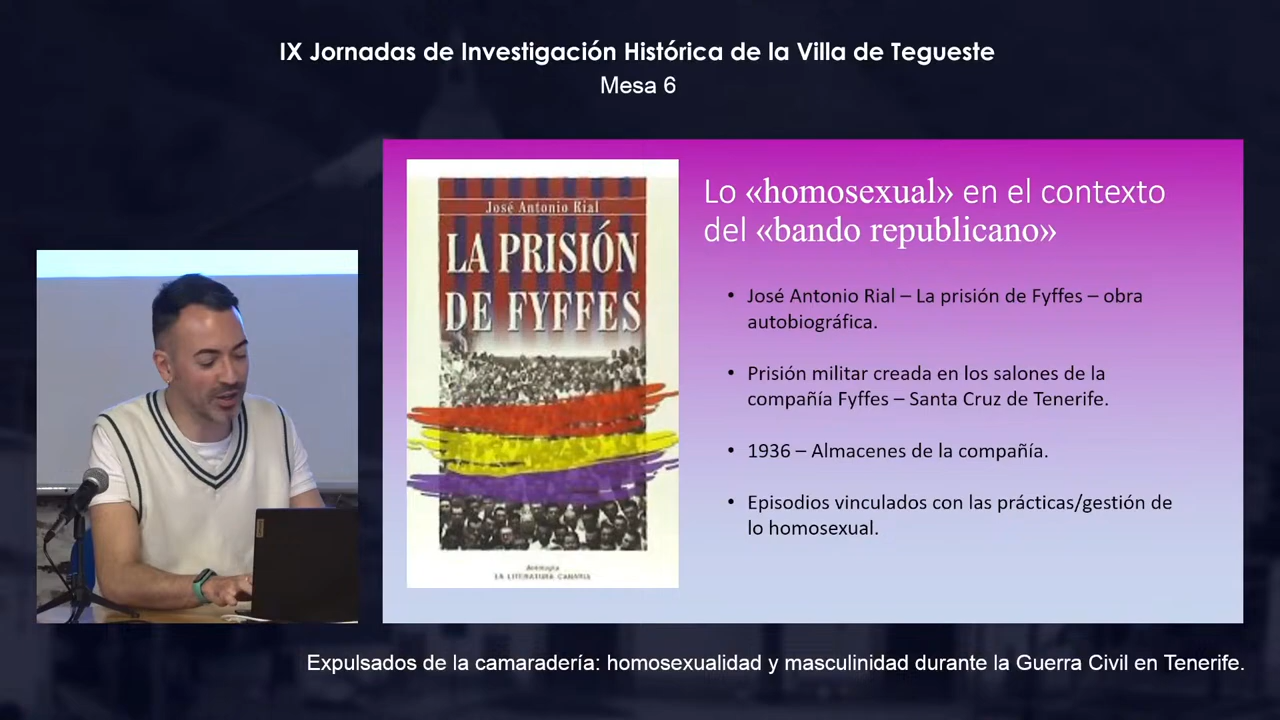 IX Jornadas de Investigación Histórica de la Villa de Tegueste
Mesa 6
José Antonio Rial
LA PRISIÓN
DE FYFFES
Antología
LA LITERATURA CANARIA
Lo «homosexual» en el contexto
del «bando republicano»
• José Antonio Rial – La prisión de Fyffes – obra
autobiográfica.
• Prisión militar creada en los salones de la
compañía Fyffes – Santa Cruz de Tenerife.
• 1936 – Almacenes de la compañía.
• Episodios vinculados con las prácticas/gestión de
lo homosexual.
Lenovo
Expulsados de la camaradería: homosexualidad y masculinidad durante la Guerra Civil en Tenerife.